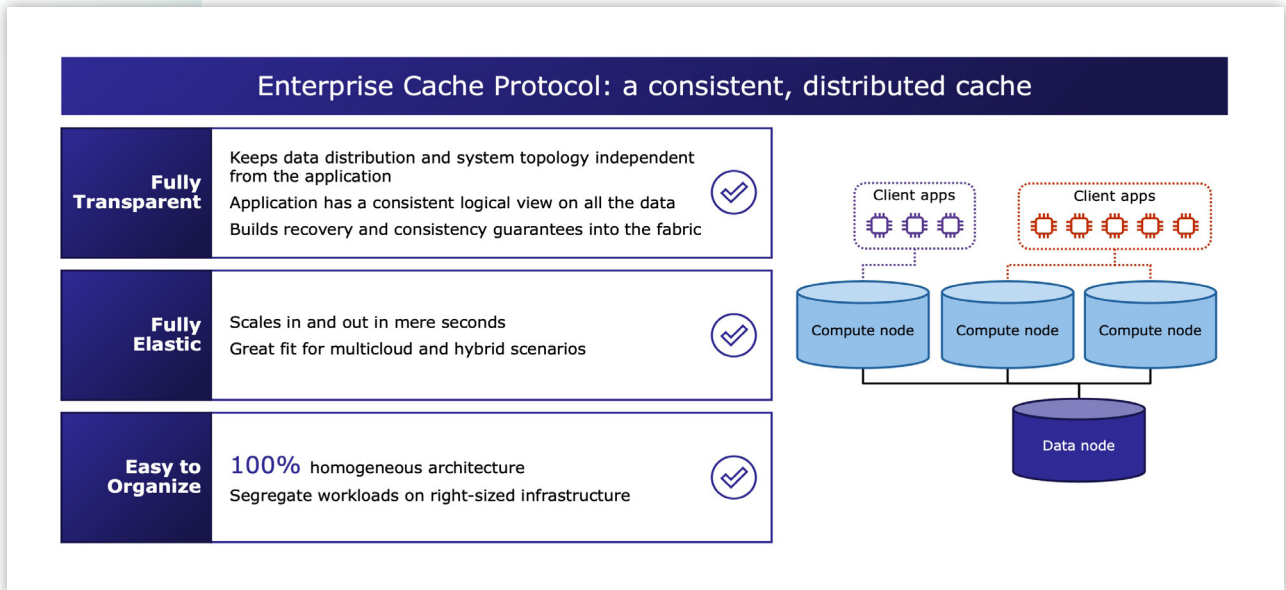 Enterprise Cache Protocol: a consistent, distributed cache
Fully
Transparent
Keeps data distribution and system topology independent
from the application
Application has a consistent logical view on all the data
Builds recovery and consistency guarantees into the fabric
Fully
Elastic
Scales in and out in mere seconds
Great fit for multicloud and hybrid scenarios
Easy to
Organize
100% homogeneous architecture
Segregate workloads on right-sized infrastructure
Client apps
Client apps
Compute node
Compute node
Compute node
Data node